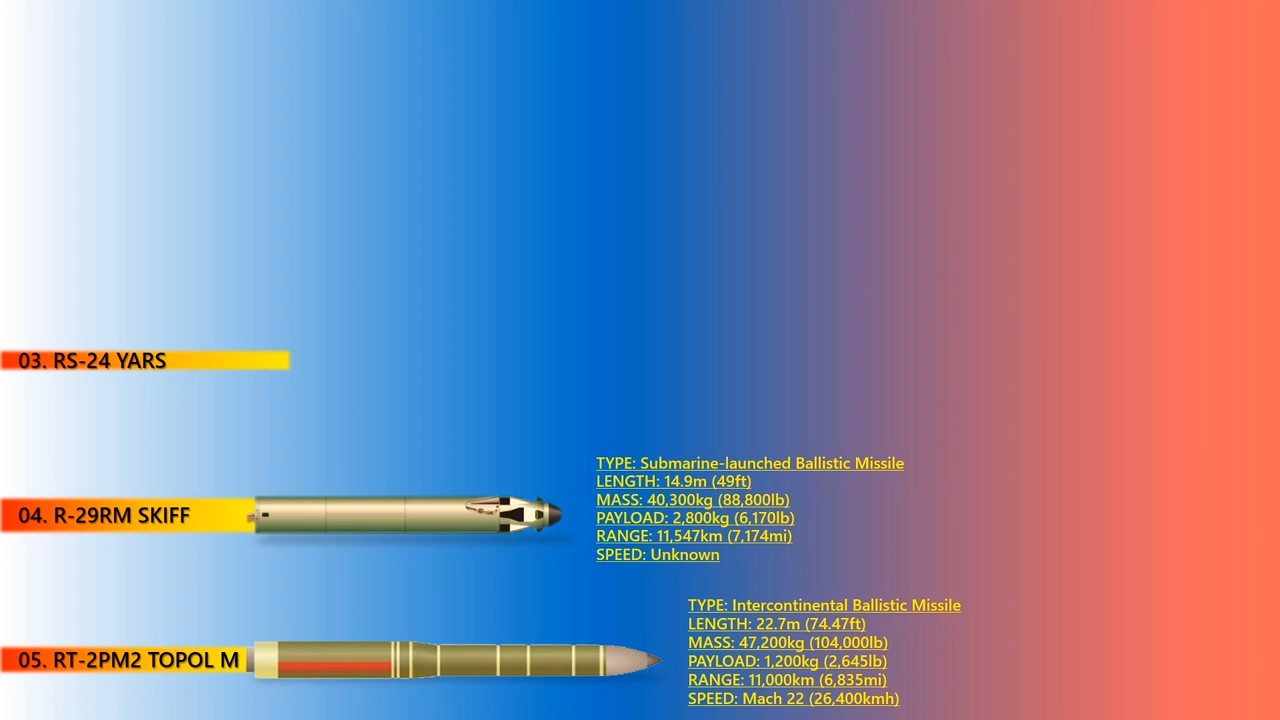 03. RS-24 YARS
TYPE: Submarine-launched Ballistic Missile
LENGTH: 14.9m (49ft)
MASS: 40,300kg (88,800lb)
04. R-29RM SKIFF
PAYLOAD: 2,800kg (6,170lb)
RANGE: 11,547km (7,174mi)
SPEED: Unknown
TYPE: Intercontinental Ballistic Missile
LENGTH: 22.7m (74.47ft)
MASS: 47,200kg (104,000lb)
05. RT-2PM2 TOPOL M
PAYLOAD: 1,200kg (2,645lb)
RANGE: 11,000km (6,835mi)
SPEED: Mach 22 (26,400kmh)